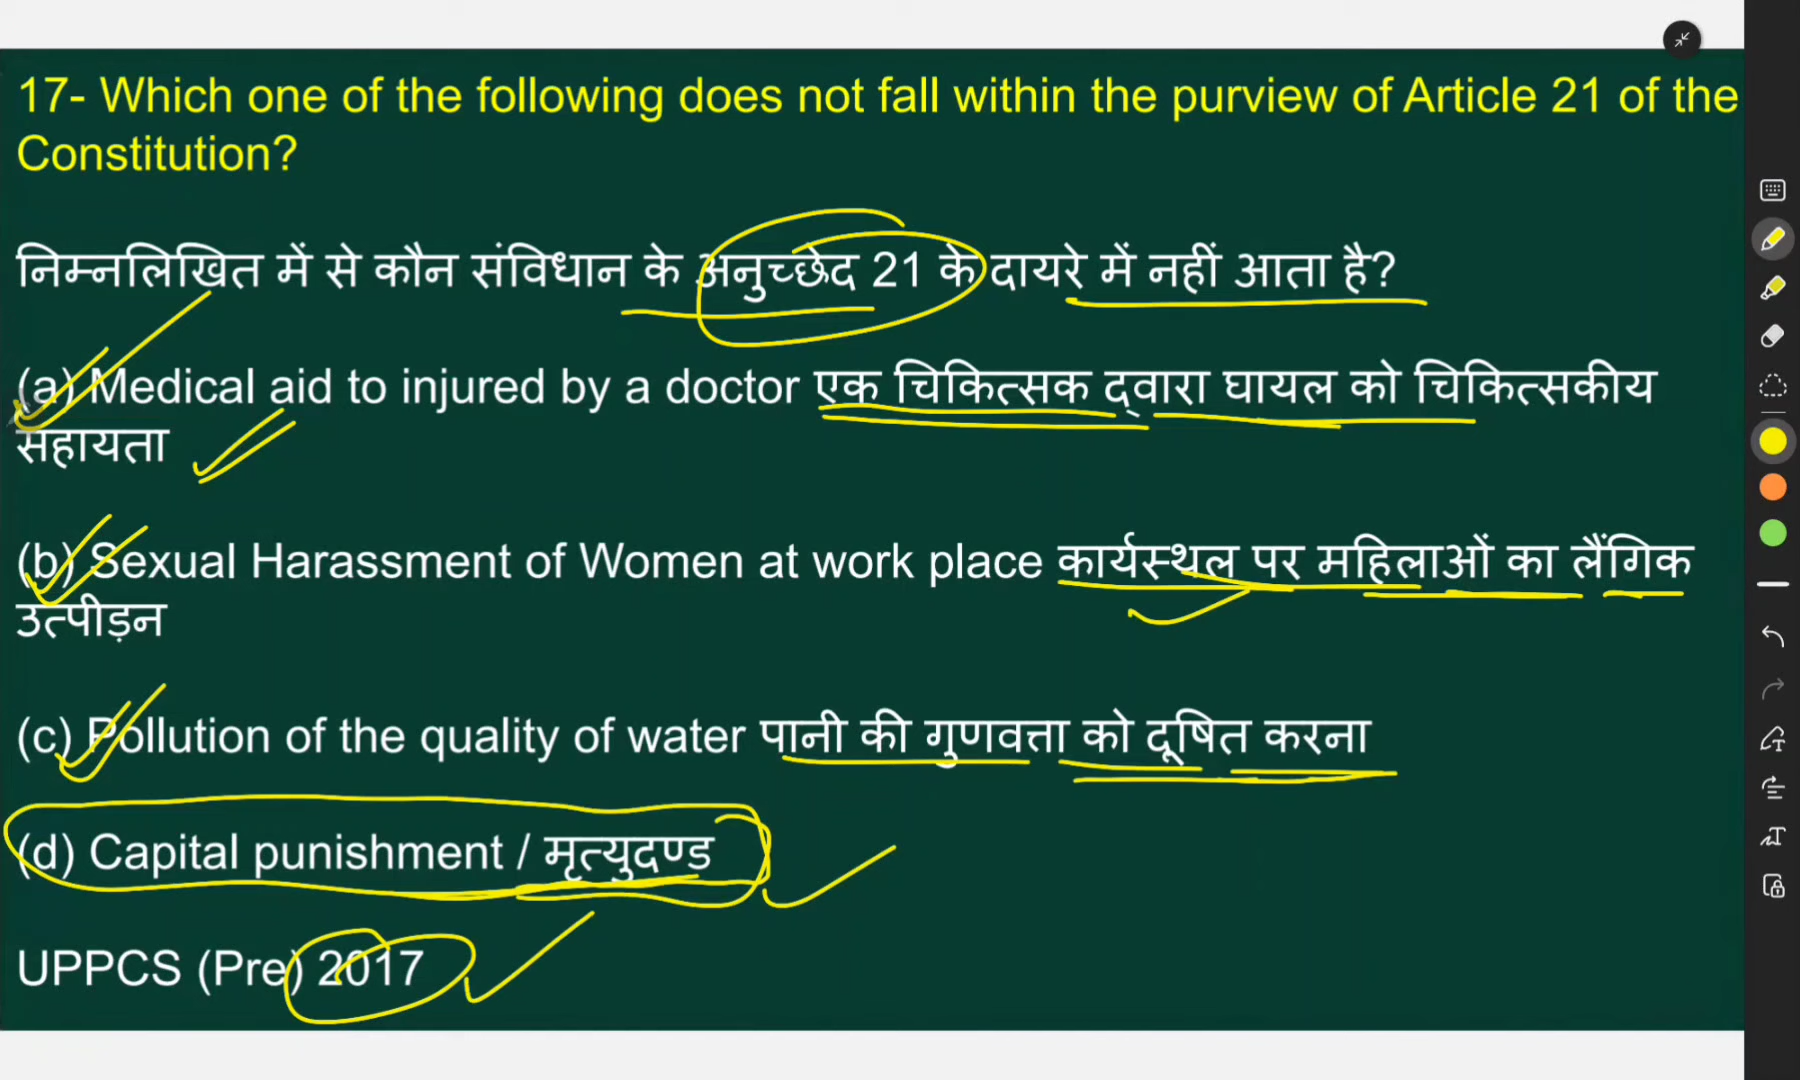 17- Which one of the following does not fall within the purview of Article 21 of the
Constitution?
निम्नलिखित में से कौन संविधान के अनुच्छेद 21 के दायरे में नहीं आता है?
(a) Medical aid to injured by a doctor एक चिकित्सक द्वारा घायल को चिकित्सकीय
सहायता
(b) Sexual Harassment of Women at work place कार्यस्थल पर महिलाओं का लैंगिक
उत्पीड़न
(c) Pollution of the quality of water पानी की गुणवत्ता को दूषित करना
(d) Capital punishment / मृत्युदण्ड
UPPCS (Pre) 2017